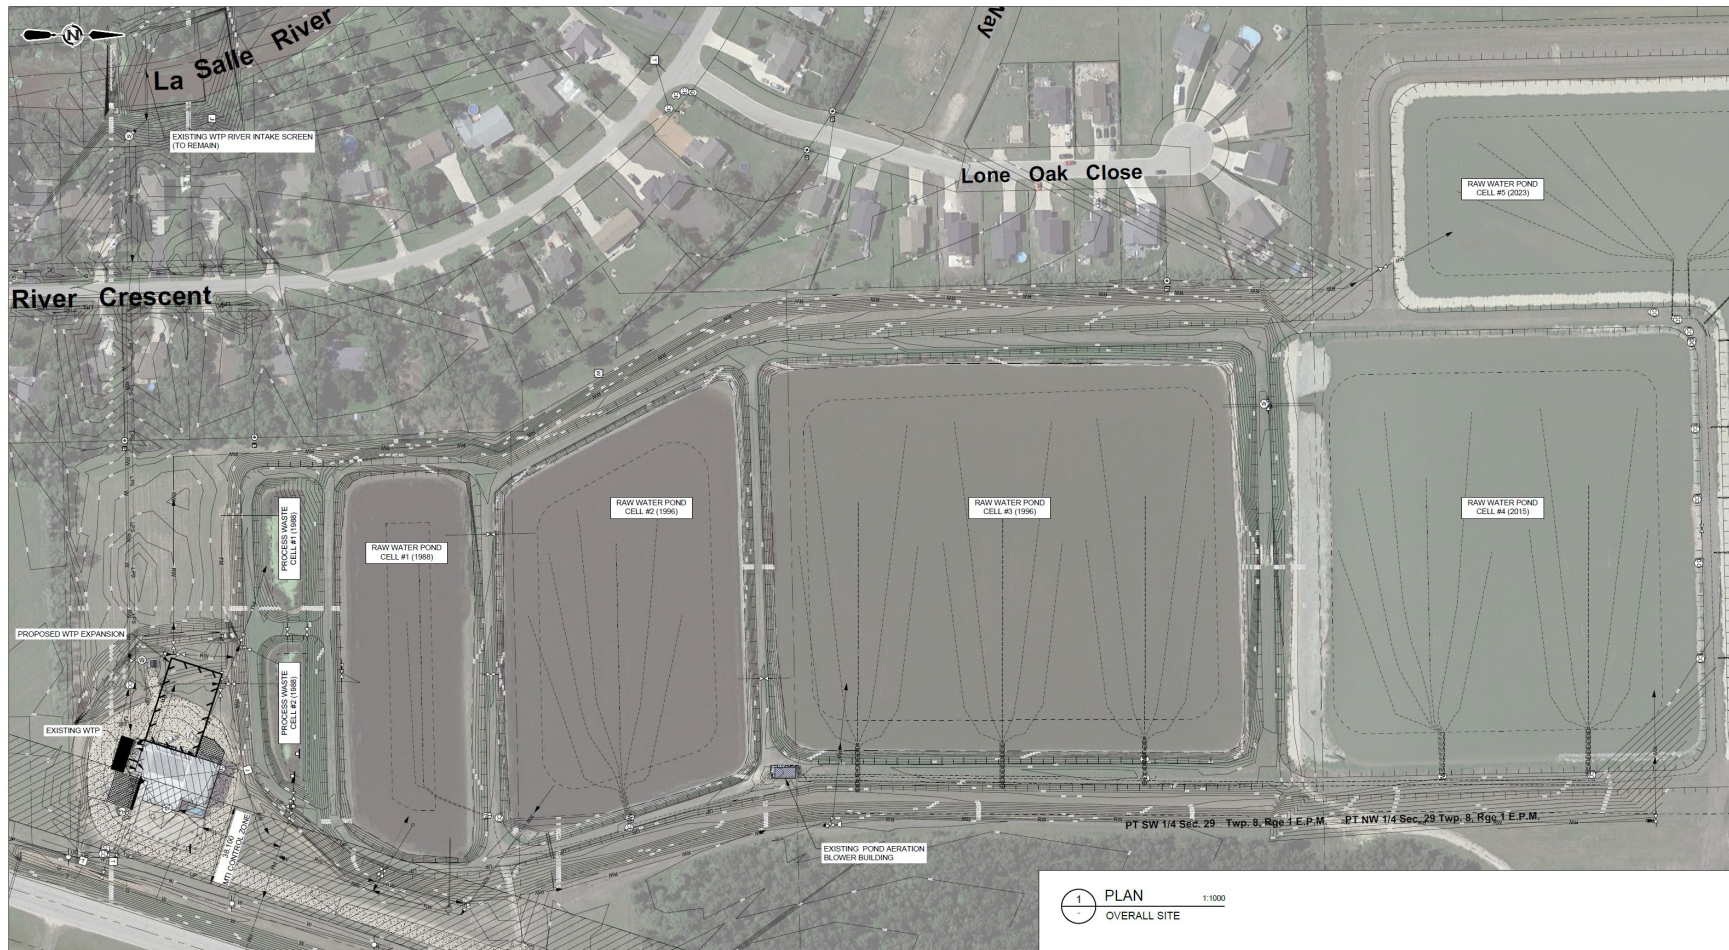 N
La Salle River
Way
EXISTING WTP RIVER INTAKE SCREEN
(TO REMAIN)
Lone Oak Close
RAW WATER POND
CELL #5 (2023)
River Crescent
RAW WATER POND
CELL #2 (1996)
RAW WATER POND
CELL #3 (1996)
RAW WATER POND
CELL #4 (2015)
PROCESS WASTE
CELL #1 (1988)
RAW WATER POND
CELL #1 (1988)
PROPOSED WTP EXPANSION
PROCESS WASTE
CELL #2 (1988)
EXISTING WTP
38.100
MTI CONTROL ZONE
PT SW 1/4 Sec. 29 Twp. 8, Rge 1 E.P.M.
PT NW 1/4 Sec. 29 Twp. 8, Rge 1 E.P.M.
EXISTING POND AERATION
BLOWER BUILDING
1
-
PLAN
1:1000
OVERALL SITE